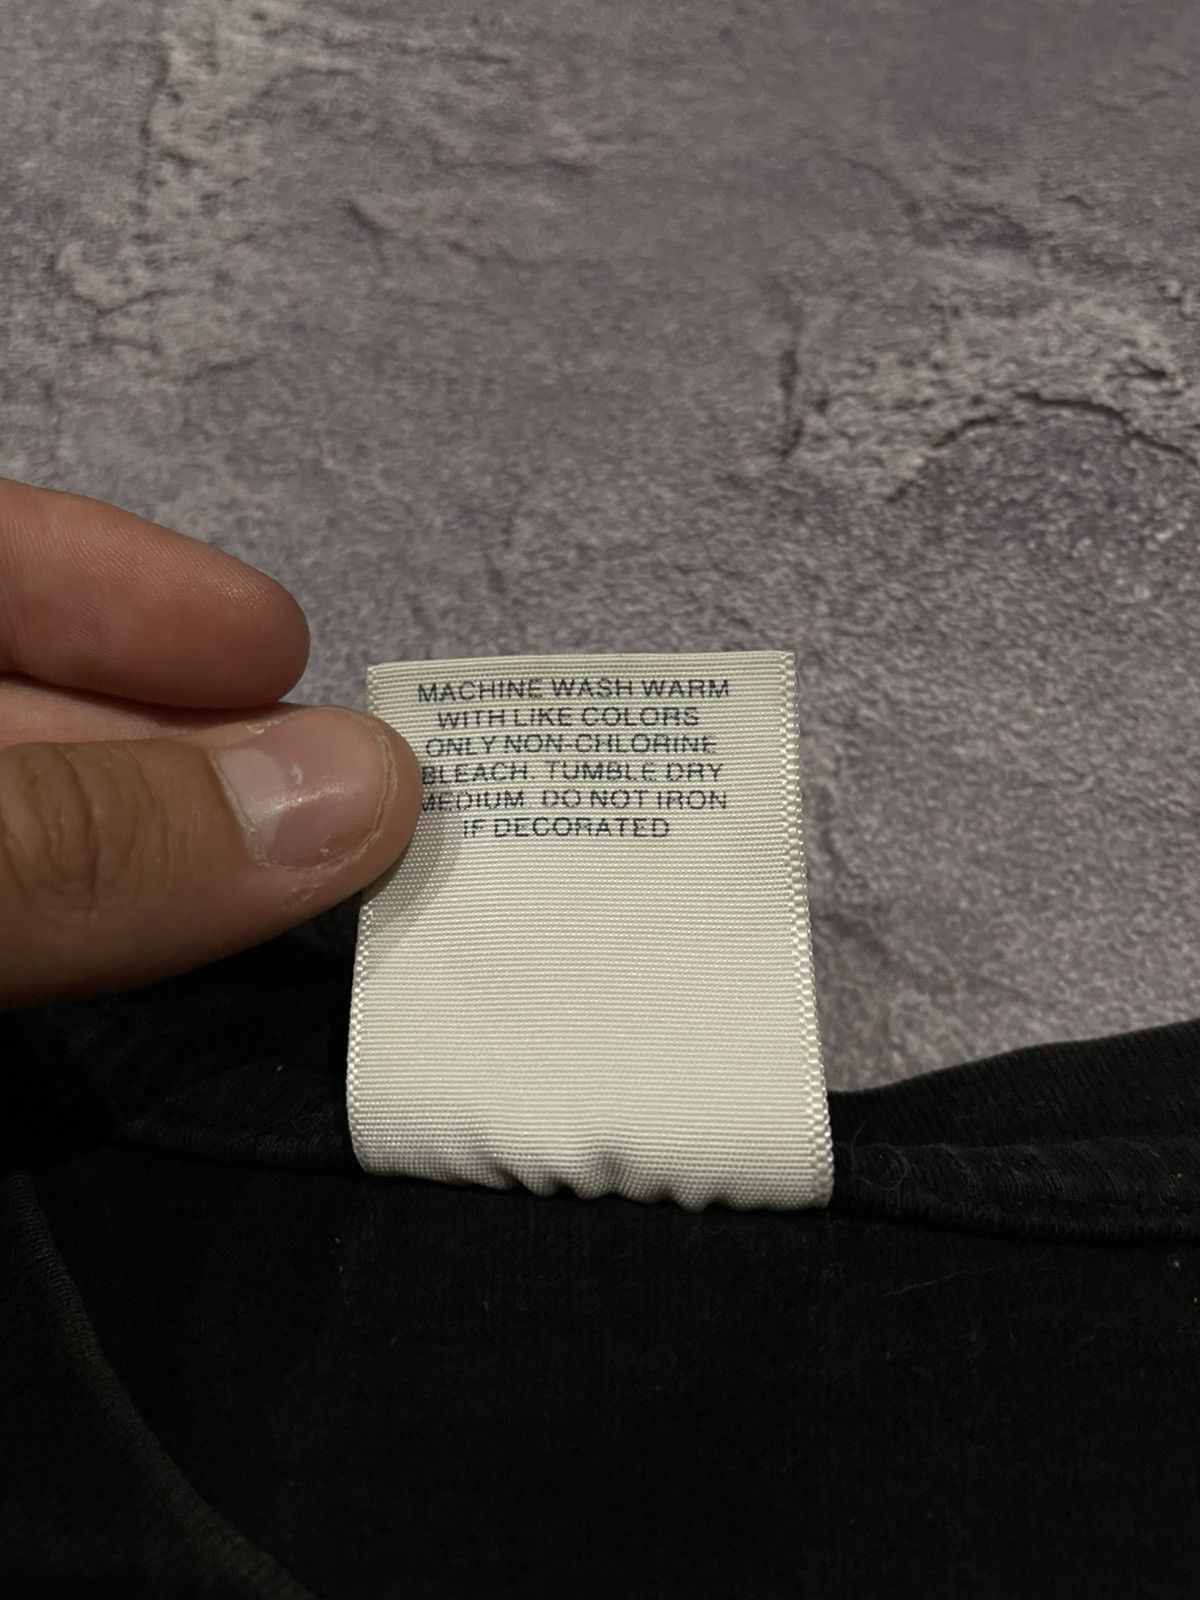 MACHINE WASH WARM
WITH LIKE COLORS
ONLY NON-CHLORINE
BLEACH. TUMBLE DRY
MEDIUM. DO NOT IRON
IF DECORATED